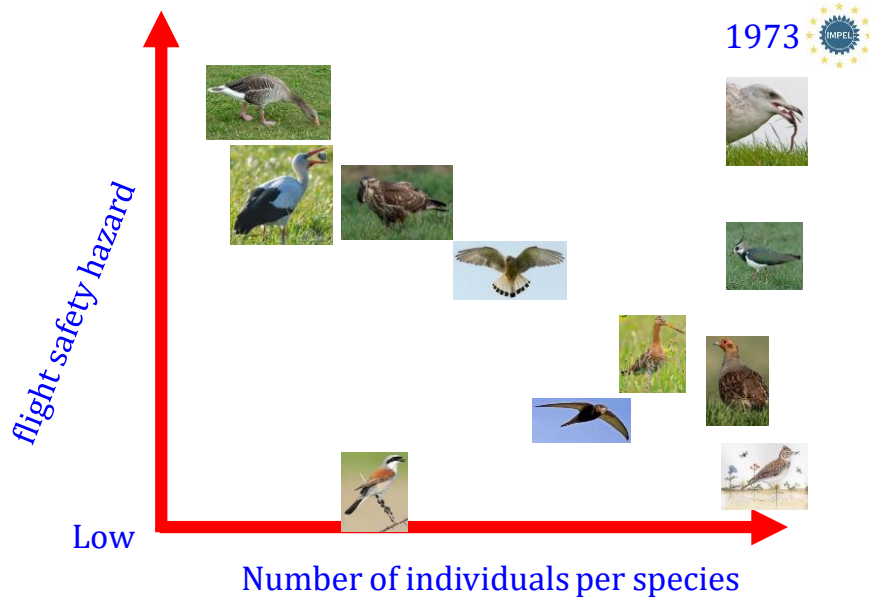 1973
IMPEL
flight safety hazard
Low
Number of individuals per species